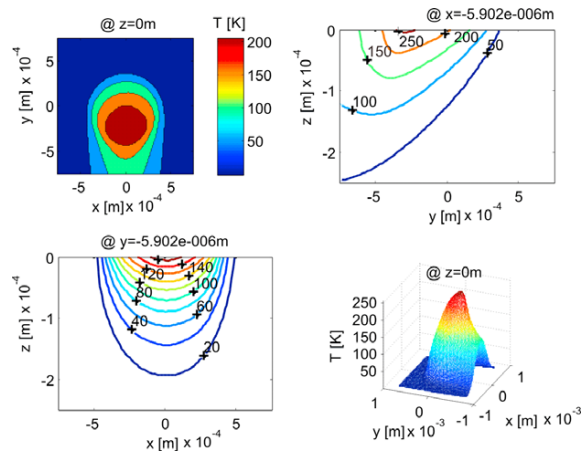 @ z=0m
T [K]
200
150
100
50
y [m] x 10^-4
5
0
-5
-5 0 5
x [m] x 10^-4
@ x=-5.902e-006m
z [m] x 10^-4
0
-1
-2
150
250
200
50
100
-5 0 5
y [m] x 10^-4
@ y=-5.902e-006m
z [m] x 10^-4
0
-1
-2
120
140
80
100
40
60
20
-5 0 5
x [m] x 10^-4
@ z=0m
T [K]
250
200
150
100
50
1
0
-1
y [m] x 10^-3
1
0
-1
x [m] x 10^-3